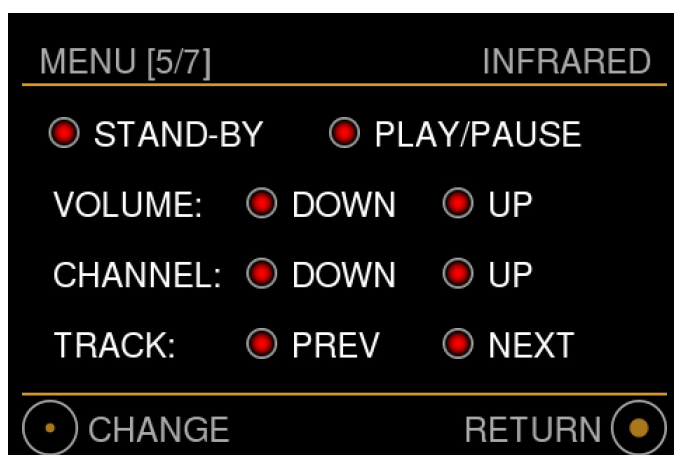 MENU [5/7] INFRARED
STAND-BY PLAY/PAUSE
VOLUME: DOWN UP
CHANNEL: DOWN UP
TRACK: PREV NEXT
CHANGE RETURN